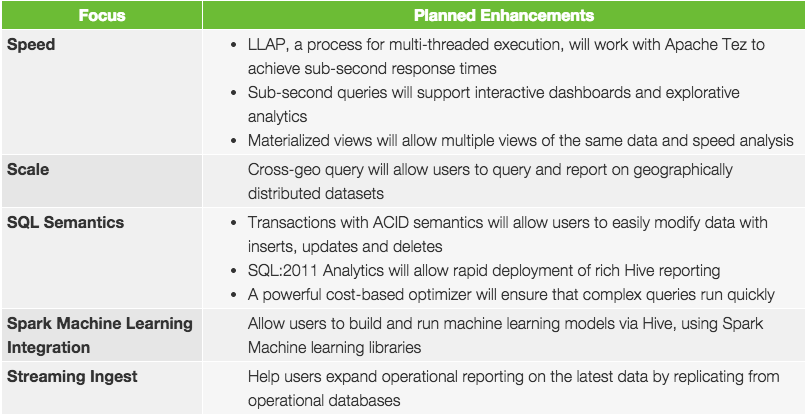 Focus
Planned Enhancements
Speed
• LLAP, a process for multi-threaded execution, will work with Apache Tez to
achieve sub-second response times
• Sub-second queries will support interactive dashboards and explorative
analytics
• Materialized views will allow multiple views of the same data and speed analysis
Scale
Cross-geo query will allow users to query and report on geographically
distributed datasets
SQL Semantics
• Transactions with ACID semantics will allow users to easily modify data with
inserts, updates and deletes
• SQL:2011 Analytics will allow rapid deployment of rich Hive reporting
• A powerful cost-based optimizer will ensure that complex queries run quickly
Spark Machine Learning
Integration
Allow users to build and run machine learning models via Hive, using Spark
Machine learning libraries
Streaming Ingest
Help users expand operational reporting on the latest data by replicating from
operational databases